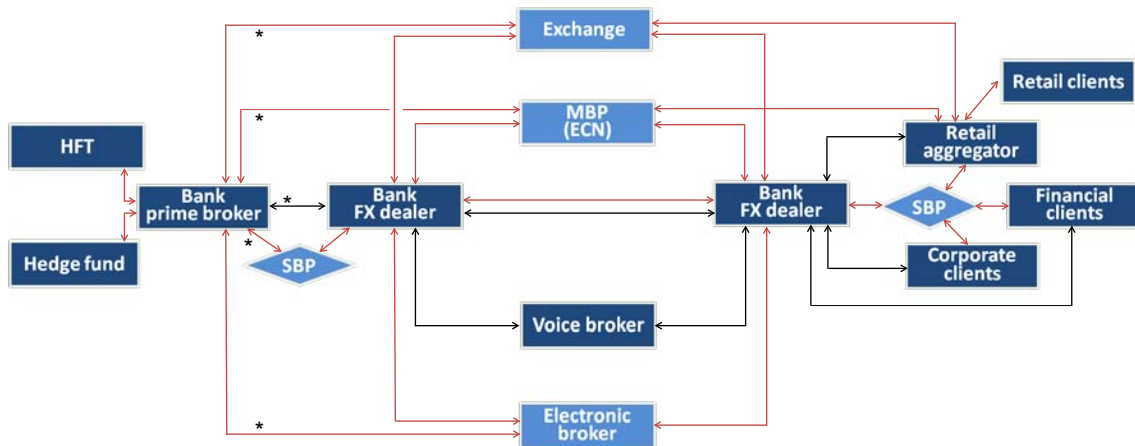 *
Exchange
Retail clients
*
MBP
(ECN)
HFT
Retail
aggregator
Bank
prime broker
*
Bank
FX dealer
Bank
FX dealer
SBP
Financial
clients
*
Hedge fund
SBP
Corporate
clients
Voice broker
*
Electronic
broker